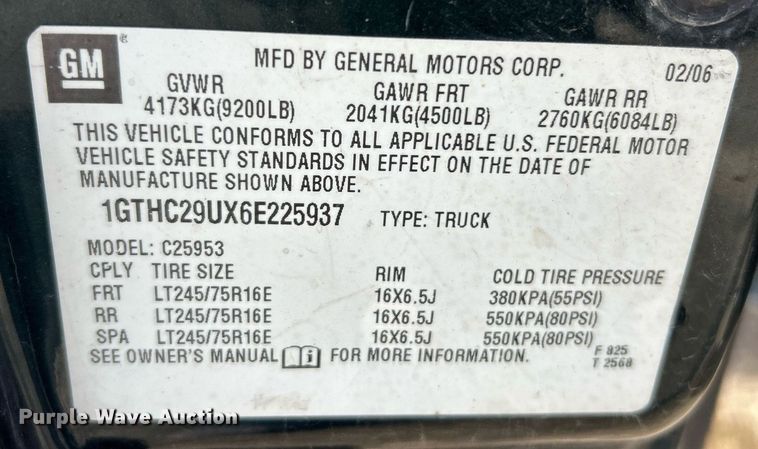 GM
MFD BY GENERAL MOTORS CORP. 02/06
GVWR GAWR FRT GAWR RR
4173KG(9200LB) 2041KG(4500LB) 2760KG(6084LB)
THIS VEHICLE CONFORMS TO ALL APPLICABLE U.S. FEDERAL MOTOR
VEHICLE SAFETY STANDARDS IN EFFECT ON THE DATE OF
MANUFACTURE SHOWN ABOVE.
1GTHC29UX6E225937 TYPE: TRUCK
MODEL: C25953
CPLY TIRE SIZE RIM COLD TIRE PRESSURE
FRT LT245/75R16E 16X6.5J 380KPA(55PSI)
RR LT245/75R16E 16X6.5J 550KPA(80PSI)
SPA LT245/75R16E 16X6.5J 550KPA(80PSI)
SEE OWNER'S MANUAL i FOR MORE INFORMATION. F 825
T 2568
Purple Wave Auction